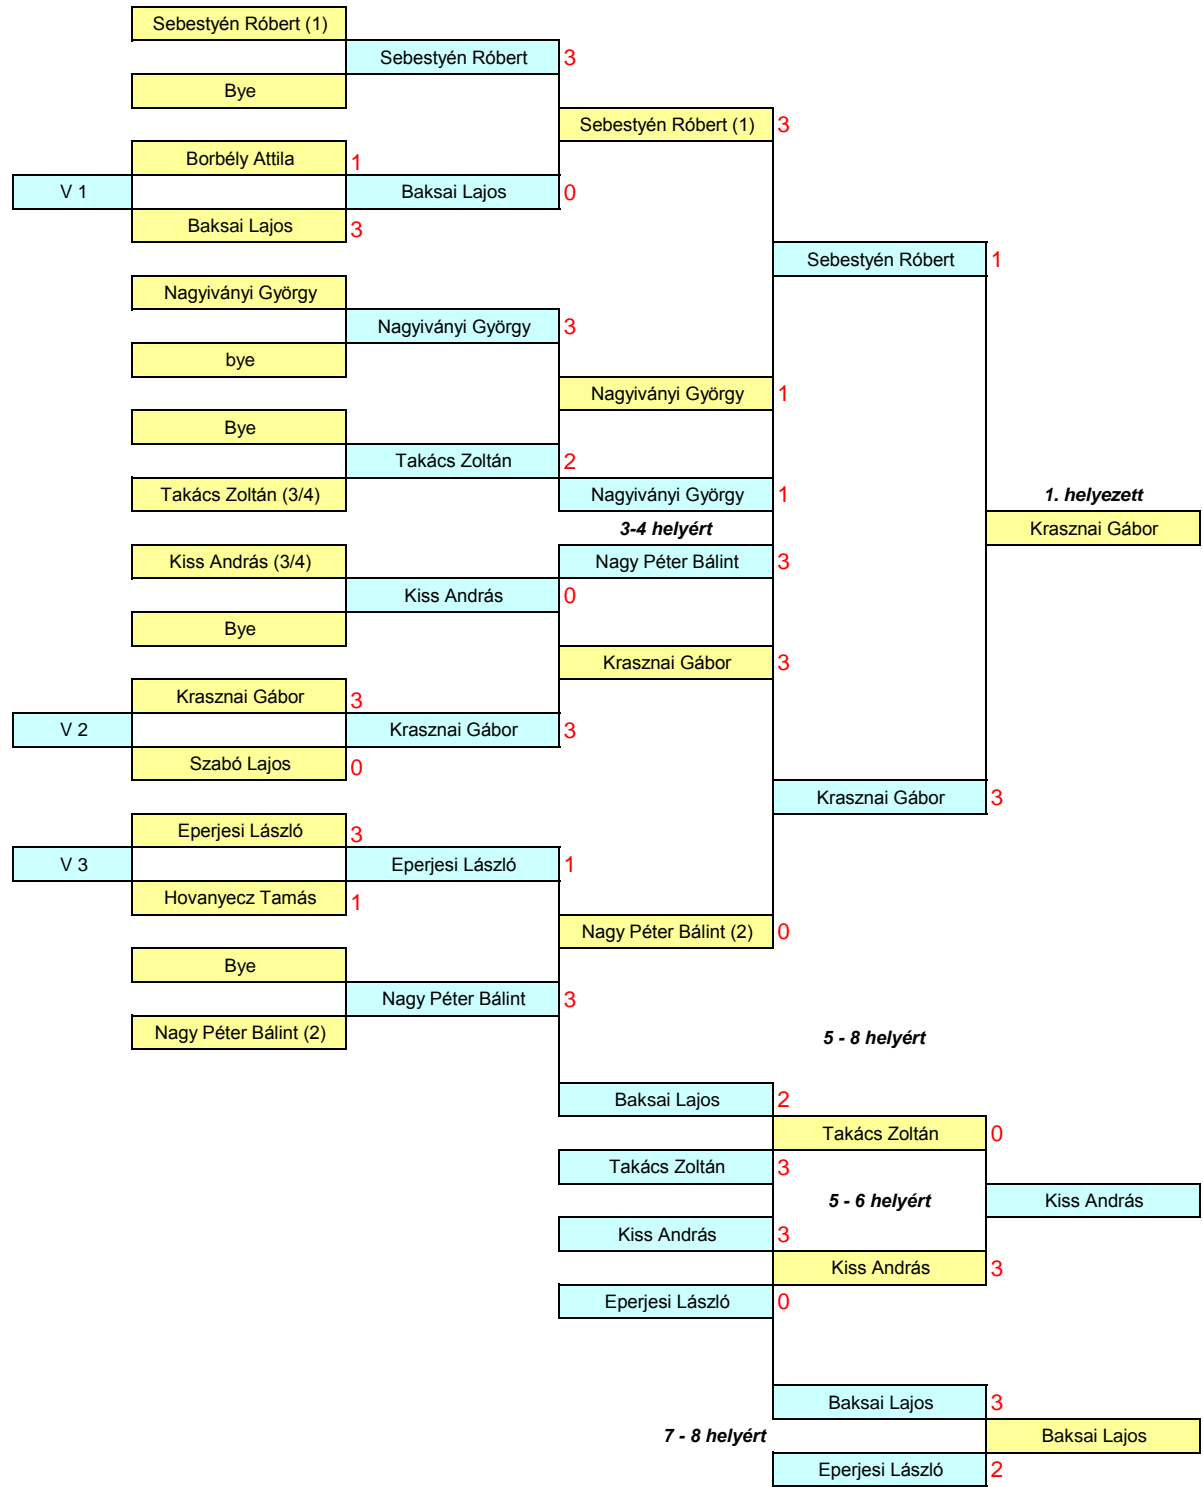 Sebestyén Róbert (1)
Sebestyén Róbert 3
Bye
Sebestyén Róbert (1) 3
Borbély Attila 1
V 1 Baksai Lajos 0
Baksai Lajos 3
Sebestyén Róbert 1
Nagyiványi György
Nagyiványi György 3
bye
Nagyiványi György 1
Bye
Takács Zoltán 2
Takács Zoltán (3/4) Nagyiványi György 1 1. helyezett
3-4 helyért Krasznai Gábor
Kiss András (3/4) Nagy Péter Bálint 3
Kiss András 0
Bye
Krasznai Gábor 3
Krasznai Gábor 3
V 2 Krasznai Gábor 3
Szabó Lajos 0
Krasznai Gábor 3
Eperjesi László 3
V 3 Eperjesi László 1
Hovanyecz Tamás 1
Nagy Péter Bálint (2) 0
Bye
Nagy Péter Bálint 3
Nagy Péter Bálint (2)
5 - 8 helyért
Baksai Lajos 2
Takács Zoltán 0
Takács Zoltán 3
5 - 6 helyért Kiss András
Kiss András 3
Kiss András 3
Eperjesi László 0
Baksai Lajos 3
7 - 8 helyért Baksai Lajos
Eperjesi László 2